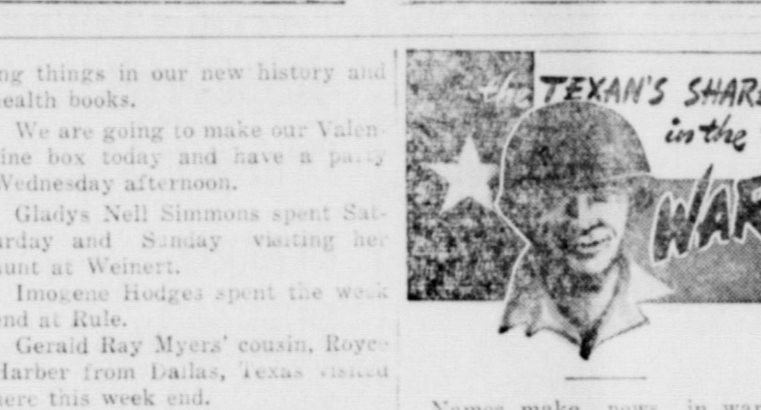 ng things in our new history and
ealth books.
We are going to make our Valen-
ine box today and have a party
Wednesday afternoon.
Gladys Nell Simmons spent Sat-
urday and Sunday visiting her
aunt at Weinert.
Imogene Hodges spent the week
end at Rule.
Gerald Ray Myers' cousin, Royce
Harber from Dallas, Texas visited
here this week end.
the TEXAN'S SHARE
in the
WAR
Names make news in war